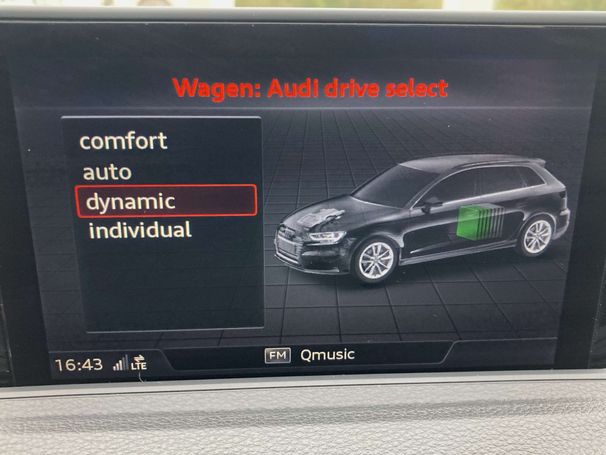 Wagen: Audi drive select
comfort
auto
dynamic
individual
16:43 LTE
FM Qmusic